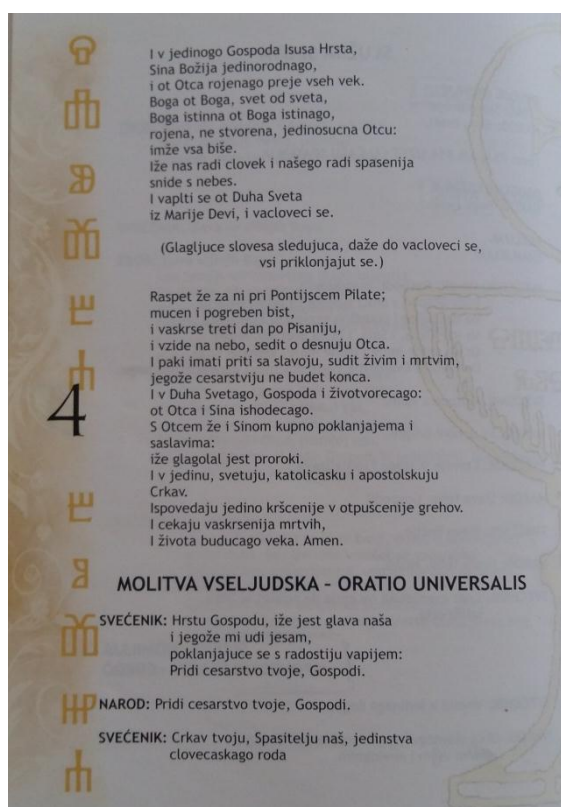 I v jedinogo Gospoda Isusa Hrsta,
Sina Božija jedinorodnago,
i ot Otca rojenago preje vseh vek.
Boga ot Boga, svet od sveta,
Boga istinna ot Boga istinago,
rojena, ne stvorena, jedinosucna Otcu:
imže vsa biše.
Iže nas radi clovek i našego radi spasenija
snide s nebes.
I vaplti se ot Duha Sveta
iz Marije Devi, i vacloveci se.
(Glagljuce slovesa sledujuca, daže do vacloveci se,
vsi priklonjajut se.)
Raspet že za ni pri Pontijscem Pilate;
mucen i pogreben bist,
i vaskrse treti dan po Pisaniju,
i vzide na nebo, sedit o desnuju Otca.
I paki imati priti sa slavoju, sudit živim i mrtvim,
jegože cesarstviju ne budet konca.
I v Duha Svetago, Gospoda i životvorecago:
ot Otca i Sina ishodecago.
S Otcem že i Sinom kupno poklanjajema i
saslavima:
iže glagolal jest proroki.
I v jedinu, svetuju, katolicasku i apostolskuju
Crkav.
Ispovedaju jedino kršcenije v otpušcenije grehov.
I cekaju vaskrsenija mrtvih,
I života buducago veka. Amen.
4
MOLITVA VSELJUDSKA - ORATIO UNIVERSALIS
SVEĆENIK: Hrstu Gospodu, iže jest glava naša
i jegože mi udi jesam,
poklanjajuce se s radostiju vapijem:
Pridi cesarstvo tvoje, Gospodi.
NAROD: Pridi cesarstvo tvoje, Gospodi.
SVEĆENIK: Crkav tvoju, Spasitelju naš, jedinstva
clovecaskago roda